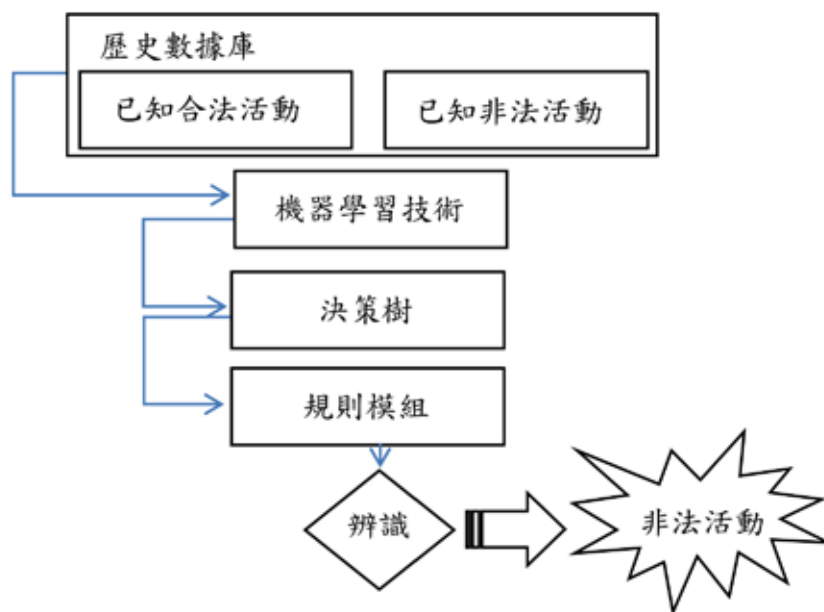 歷史數據庫
已知合法活動
已知非法活動
機器學習技術
決策樹
規則模組
辨識
非法活動